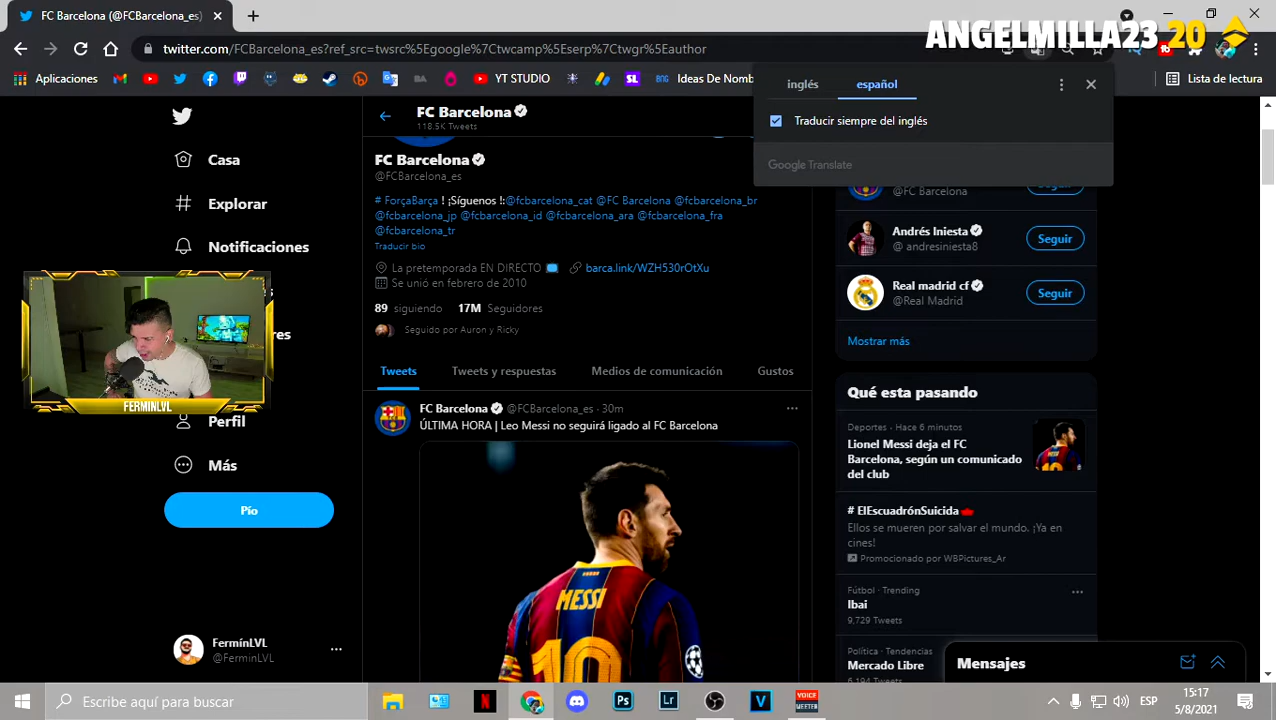 FC Barcelona (@FCBarcelona_es)
ANGELMILLA23 20
twitter.com/FCBarcelona_es?ref_src=twsrc%5Egoogle%7Ctwcamp%5Eserp%7Ctwgr%5Eauthor
Aplicaciones
YT STUDIO
SL
BNG
Ideas De Nomb
Lista de lectura
inglés
español
Traducir siempre del inglés
Google Translate
Casa
Explorar
Notificaciones
Perfil
Más
Pío
FERMINLVL
FermínLVL
@FerminLVL
FC Barcelona
118.5K Tweets
FC Barcelona
@FCBarcelona_es
# ForçaBarça ! ¡Síguenos !:@fcbarcelona_cat @FC Barcelona @fcbarcelona_br
@fcbarcelona_jp @fcbarcelona_id @fcbarcelona_ara @fcbarcelona_fra
@fcbarcelona_tr
Traducir bio
La pretemporada EN DIRECTO barca.link/WZH530rOtXu
Se unió en febrero de 2010
89 siguiendo 17M Seguidores
Seguido por Auron y Ricky
Tweets
Tweets y respuestas
Medios de comunicación
Gustos
FC Barcelona @FCBarcelona_es · 30m
ÚLTIMA HORA | Leo Messi no seguirá ligado al FC Barcelona
MESSI
10
@FC Barcelona
Seguir
Andrés Iniesta
@ andresiniesta8
Seguir
Real madrid cf
@Real Madrid
Seguir
Mostrar más
Qué esta pasando
Deportes · Hace 6 minutos
Lionel Messi deja el FC
Barcelona, según un comunicado
del club
# ElEscuadrónSuicida
Ellos se mueren por salvar el mundo. ¡Ya en
cines!
Promocionado por WBPictures_Ar
Fútbol · Trending
Ibai
9,729 Tweets
Política · Tendencias
Mercado Libre
6,194 Tweets
Mensajes
Escribe aquí para buscar
Ps
Lr
V
VOICE
MEETER
ESP
15:17
5/8/2021